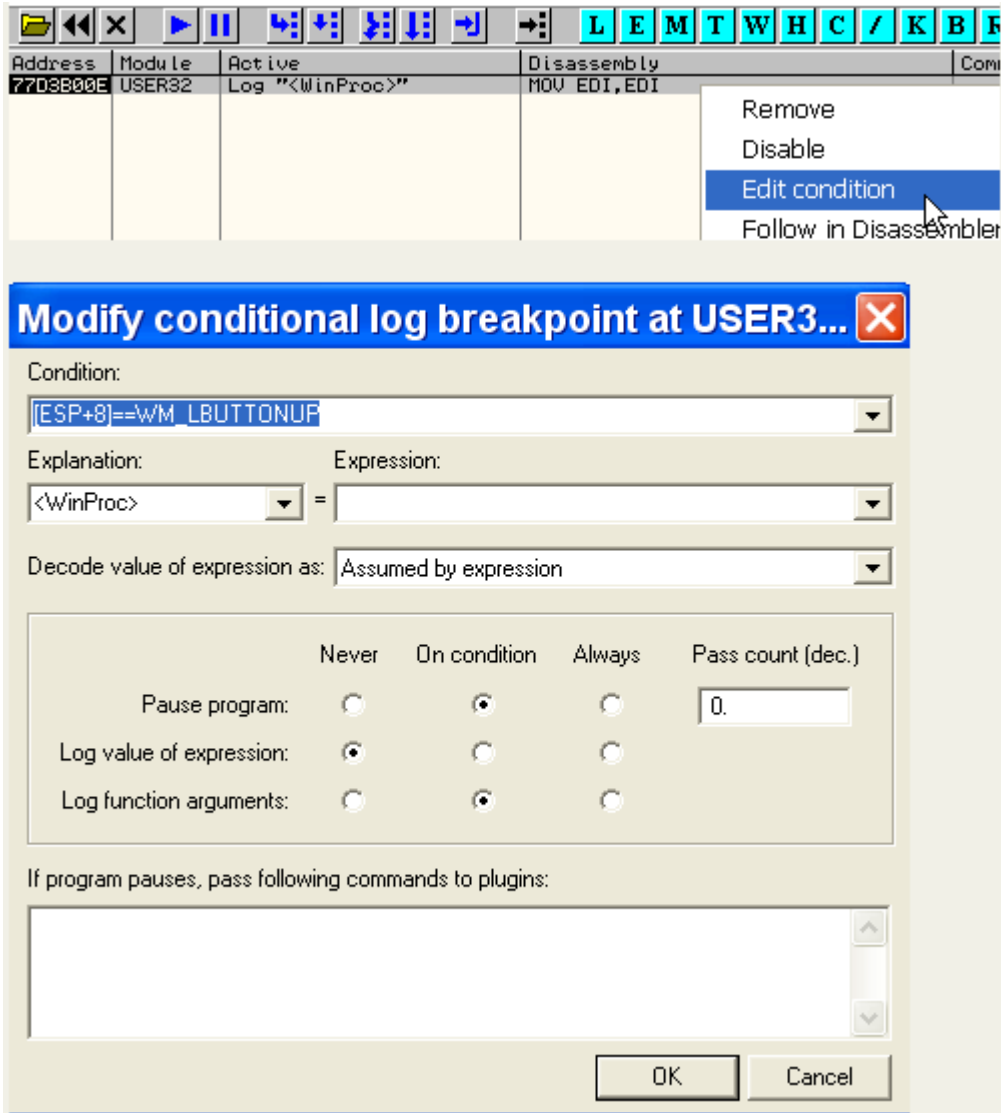 L E M T W H C / K B R
Address Module Active Disassembly Com
77D3B00E USER32 Log "<WinProc>" MOV EDI,EDI
Remove
Disable
Edit condition
Follow in Disassembler
Modify conditional log breakpoint at USER3...
Condition:
[ESP+8]==WM_LBUTTONUP
Explanation: Expression:
<WinProc> =
Decode value of expression as: Assumed by expression
Never On condition Always Pass count (dec.)
Pause program: 0.
Log value of expression:
Log function arguments:
If program pauses, pass following commands to plugins:
OK Cancel